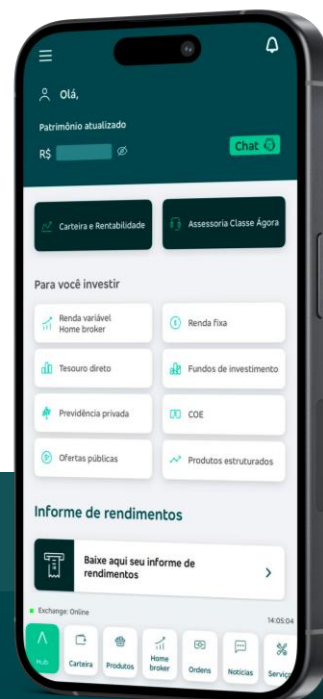 Olá,
Patrimônio atualizado
R$
Chat
Carteira e Rentabilidade
Assessoria Classe Ágora
Para você investir
Renda variável
Home broker
Renda fixa
Tesouro direto
Fundos de investimento
Previdência privada
COE
Ofertas públicas
Produtos estruturados
Informe de rendimentos
Baixe aqui seu informe de
rendimentos
Exchange: Online
14:05:04
Hub
Carteira
Produtos
Home
broker
Ordens
Notícias
Serviço